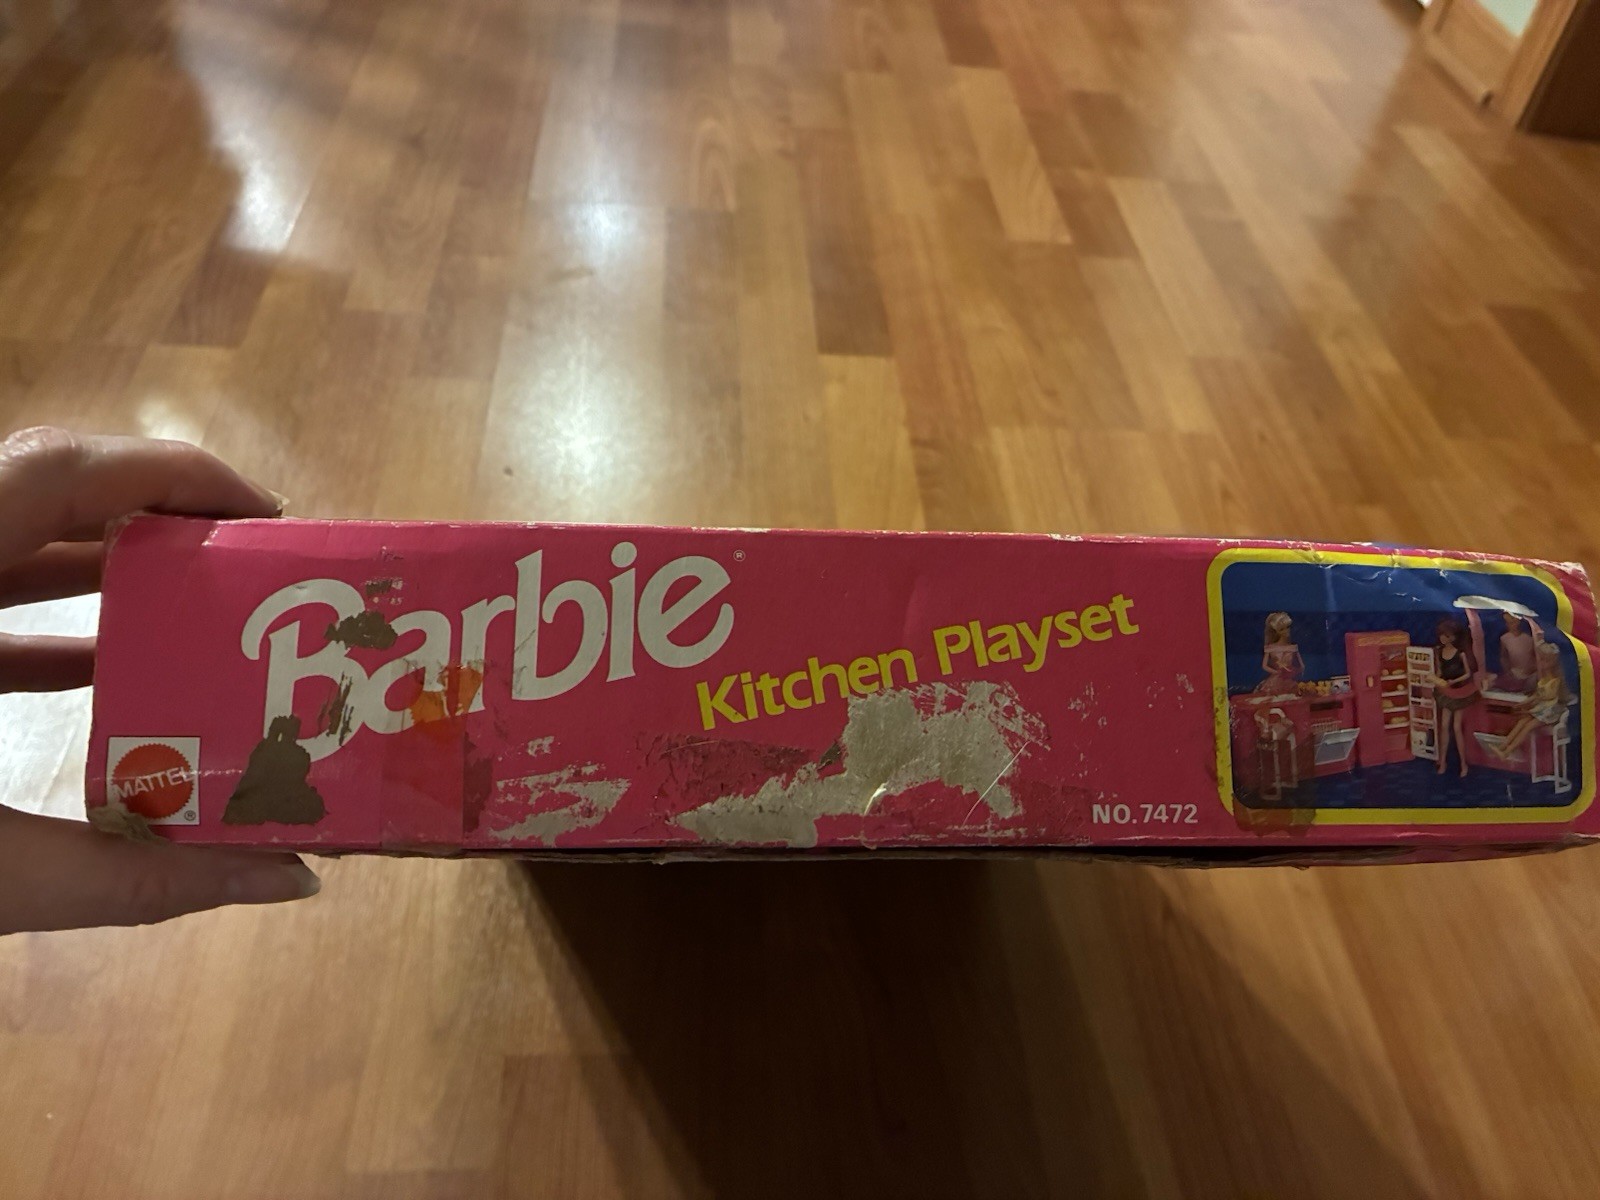 Barbie®
Kitchen Playset
MATTEL®
NO.7472